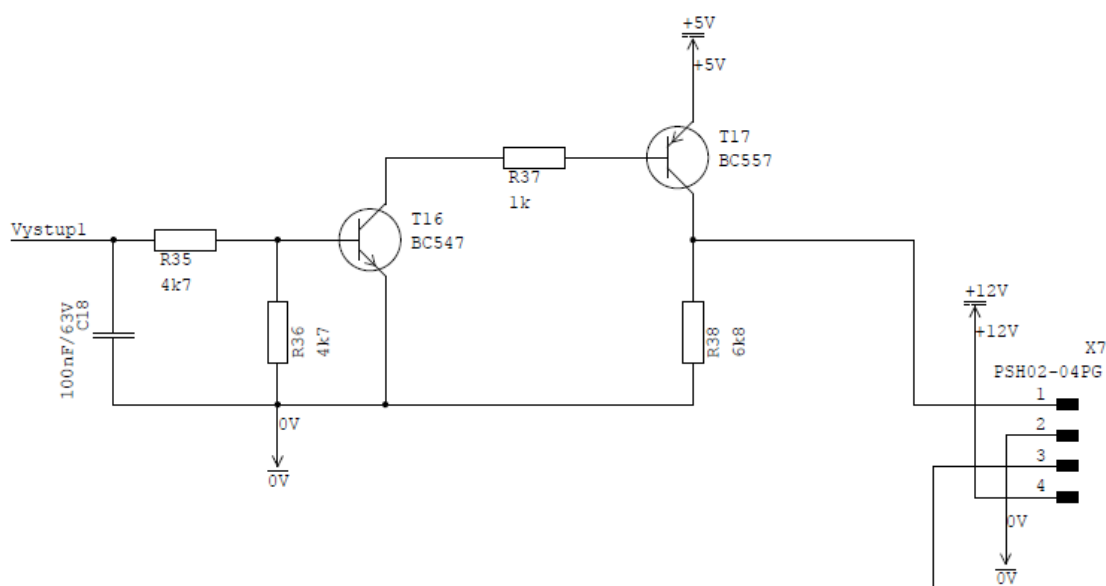 +5V
+5V
T17
BC557
R37
1k
T16
BC547
Vystup1
R35
4k7
100nF/63V
C18
R36
4k7
R38
6k8
+12V
+12V
X7
PSH02-04PG
1
2
3
4
0V
0V
0V
0V